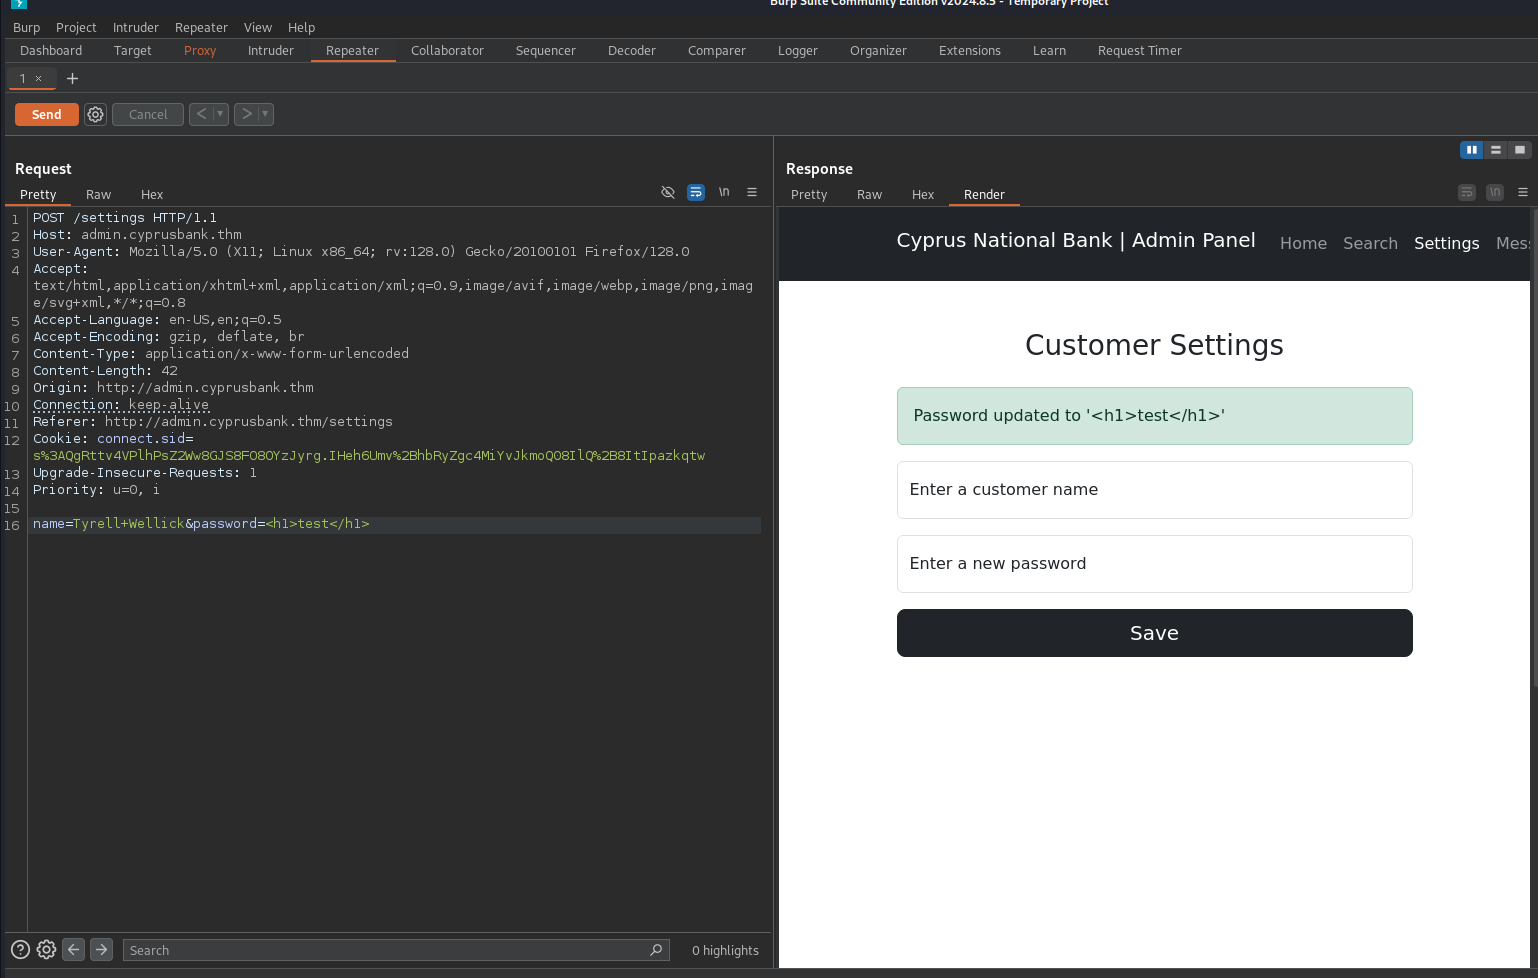 Burp Suite Community Edition v2024.8.5 - Temporary Project
Burp Project Intruder Repeater View Help
Dashboard Target Proxy Intruder Repeater Collaborator Sequencer Decoder Comparer Logger Organizer Extensions Learn Request Timer
1 × +
Send Cancel < ▾ > ▾
Request
Pretty Raw Hex \n
1 POST /settings HTTP/1.1
2 Host: admin.cyprusbank.thm
3 User-Agent: Mozilla/5.0 (X11; Linux x86_64; rv:128.0) Gecko/20100101 Firefox/128.0
4 Accept:
text/html,application/xhtml+xml,application/xml;q=0.9,image/avif,image/webp,image/png,imag
e/svg+xml,*/*;q=0.8
5 Accept-Language: en-US,en;q=0.5
6 Accept-Encoding: gzip, deflate, br
7 Content-Type: application/x-www-form-urlencoded
8 Content-Length: 42
9 Origin: http://admin.cyprusbank.thm
10 Connection: keep-alive
11 Referer: http://admin.cyprusbank.thm/settings
12 Cookie: connect.sid=
s%3AQgRttv4VPlhPsZ2Ww8GJS8FO8OYzJyrg.IHeh6Umv%2BhbRyZgc4MiYvJkmoQO8IlQ%2B8ItIpazkqtw
13 Upgrade-Insecure-Requests: 1
14 Priority: u=0, i
15
16 name=Tyrell+Wellick&password=<h1>test</h1>
Search 0 highlights
Response
Pretty Raw Hex Render \n
Cyprus National Bank | Admin Panel Home Search Settings Mess
Customer Settings
Password updated to '<h1>test</h1>'
Enter a customer name
Enter a new password
Save